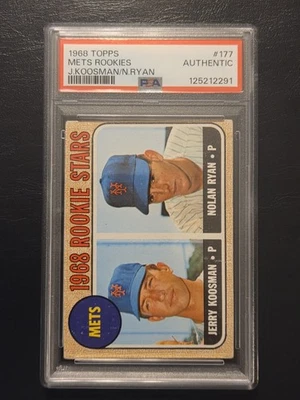 1968 TOPPS
METS ROOKIES
J.KOOSMAN/N.RYAN
#177
AUTHENTIC
125212291
PSA
1968 ROOKIE STARS
METS
JERRY KOOSMAN • P
NOLAN RYAN • P